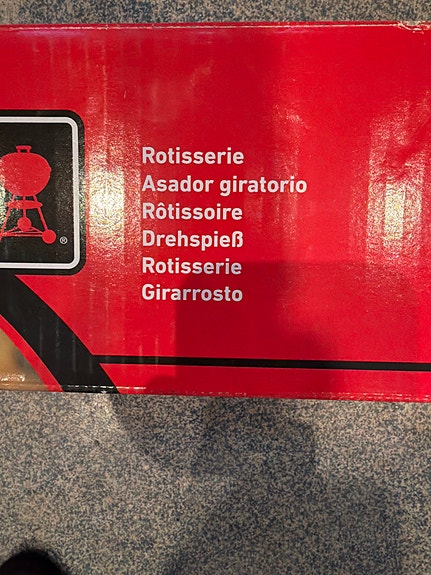 Rotisserie
Asador giratorio
Rôtissoire
Drehspieß
Rotisserie
Girarrosto
®